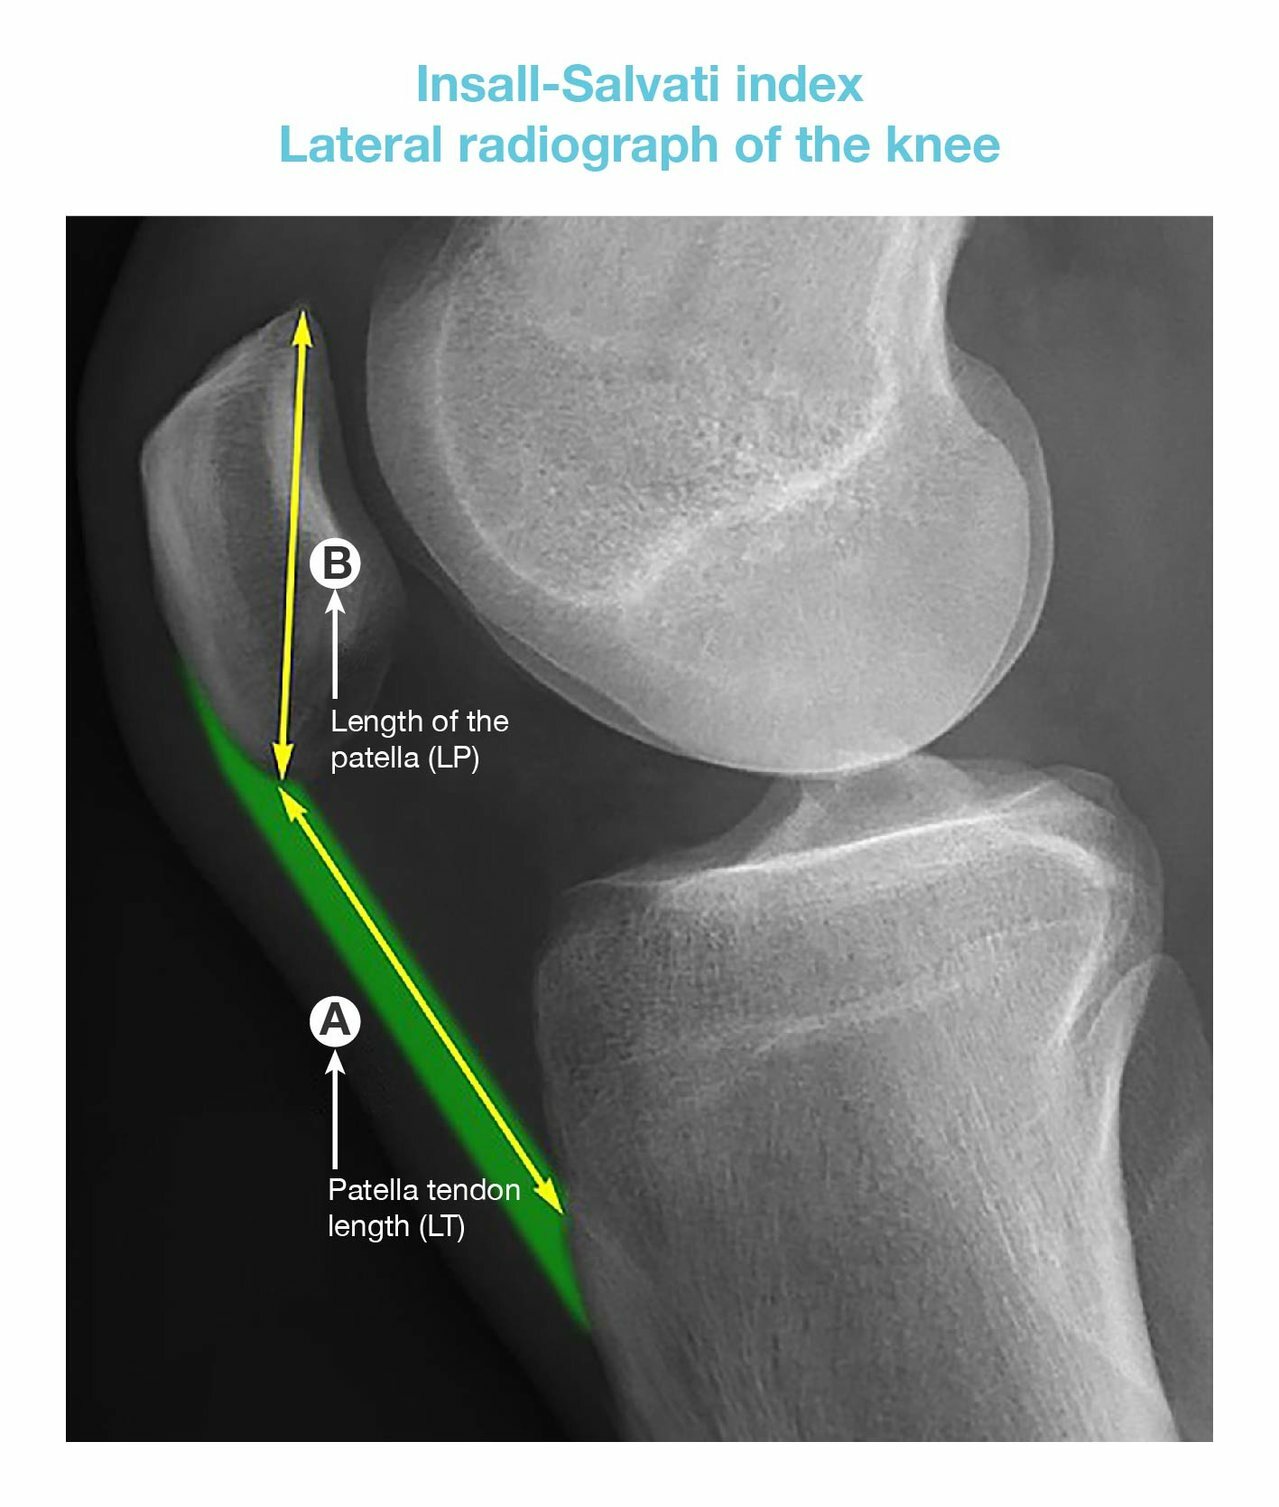 Insall-Salvati index
Lateral radiograph of the knee
B
Length of the
patella (LP)
A
Patella tendon
length (LT)